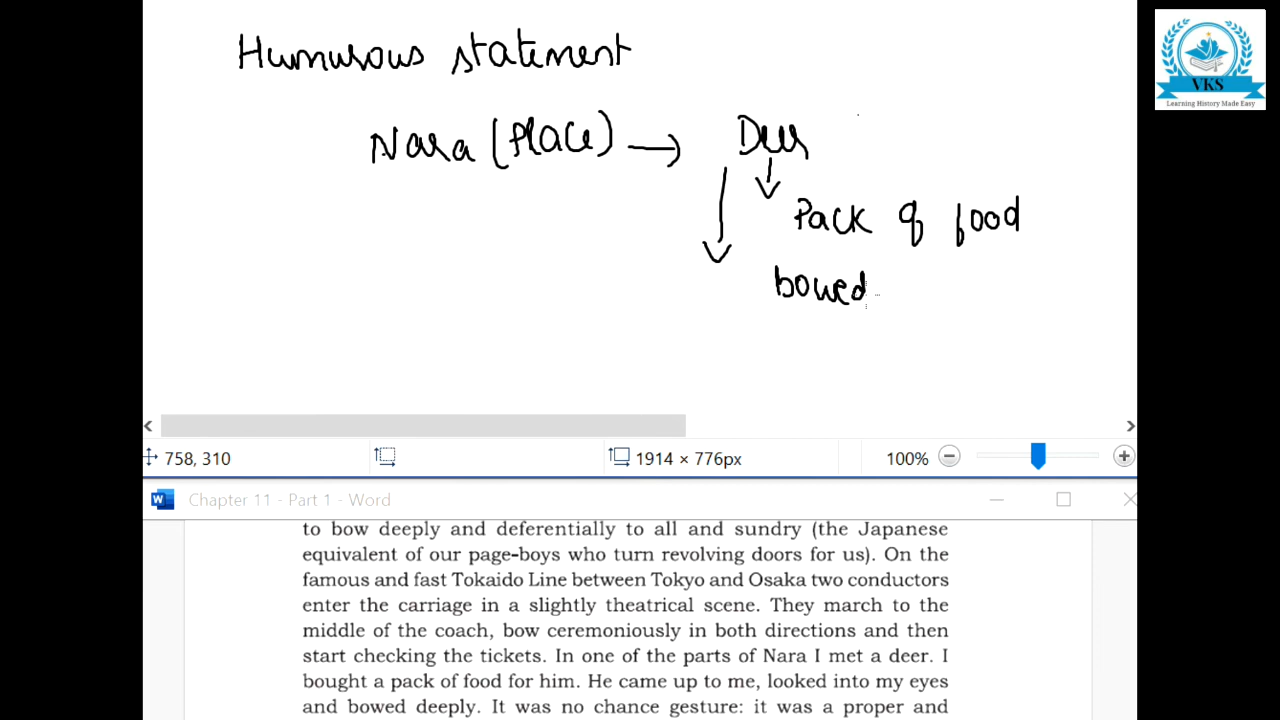 Humurous statement
Nara (Place) → Deer
Pack of food
bowed
VKS
Learning History Made Easy
758, 310
1914 × 776px
100%
Chapter 11 - Part 1 - Word
to bow deeply and deferentially to all and sundry (the Japanese
equivalent of our page-boys who turn revolving doors for us). On the
famous and fast Tokaido Line between Tokyo and Osaka two conductors
enter the carriage in a slightly theatrical scene. They march to the
middle of the coach, bow ceremoniously in both directions and then
start checking the tickets. In one of the parts of Nara I met a deer. I
bought a pack of food for him. He came up to me, looked into my eyes
and bowed deeply. It was no chance gesture: it was a proper and